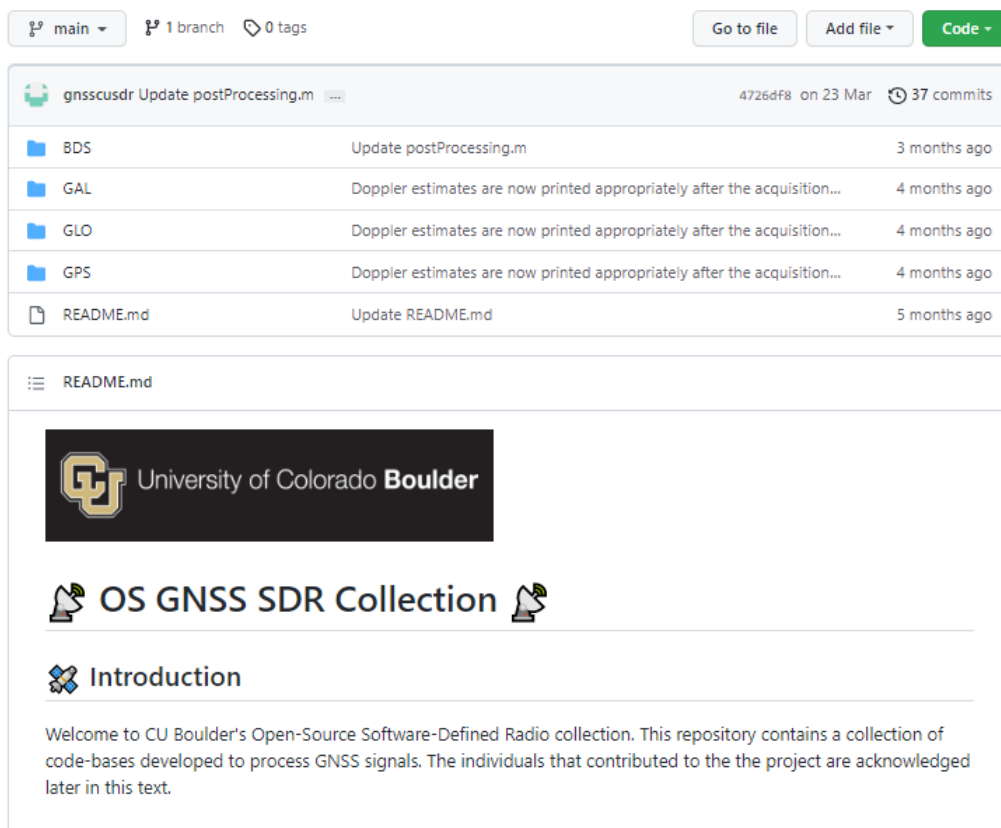 main 1 branch 0 tags Go to file Add file Code
gnsscusdr Update postProcessing.m ... 4726df8 on 23 Mar 37 commits
BDS Update postProcessing.m 3 months ago
GAL Doppler estimates are now printed appropriately after the acquisition... 4 months ago
GLO Doppler estimates are now printed appropriately after the acquisition... 4 months ago
GPS Doppler estimates are now printed appropriately after the acquisition... 4 months ago
README.md Update README.md 5 months ago
README.md
CU University of Colorado Boulder
OS GNSS SDR Collection
Introduction
Welcome to CU Boulder's Open-Source Software-Defined Radio collection. This repository contains a collection of
code-bases developed to process GNSS signals. The individuals that contributed to the the project are acknowledged
later in this text.